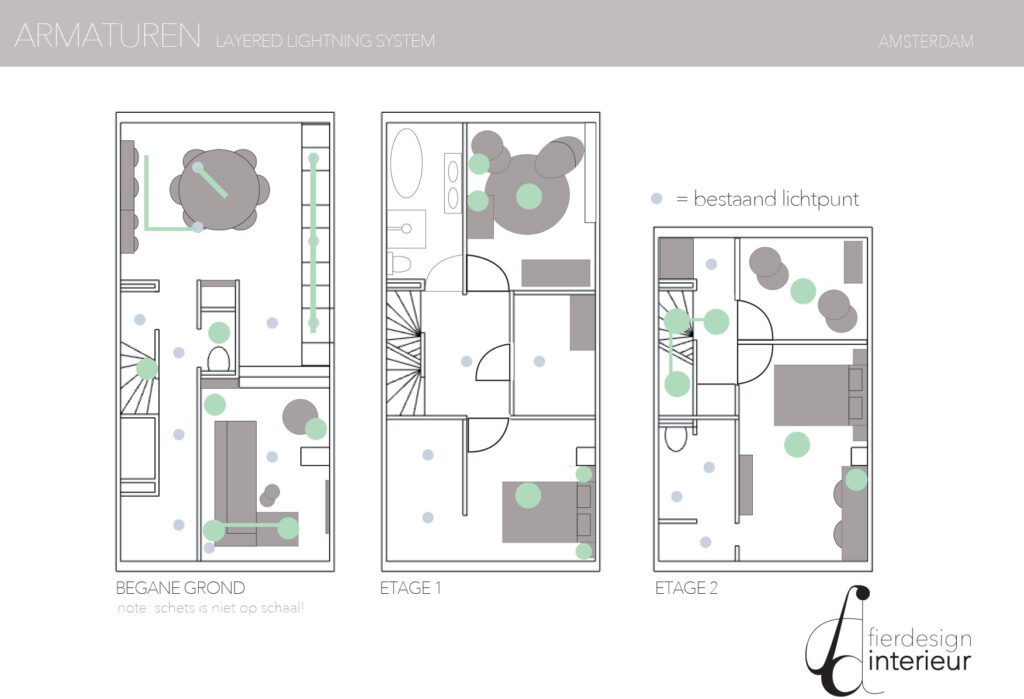 ARMATUREN LAYERED LIGHTNING SYSTEM AMSTERDAM
= bestaand lichtpunt
BEGANE GROND
note: schets is niet op schaal!
ETAGE 1
ETAGE 2
fierdesign
interieur